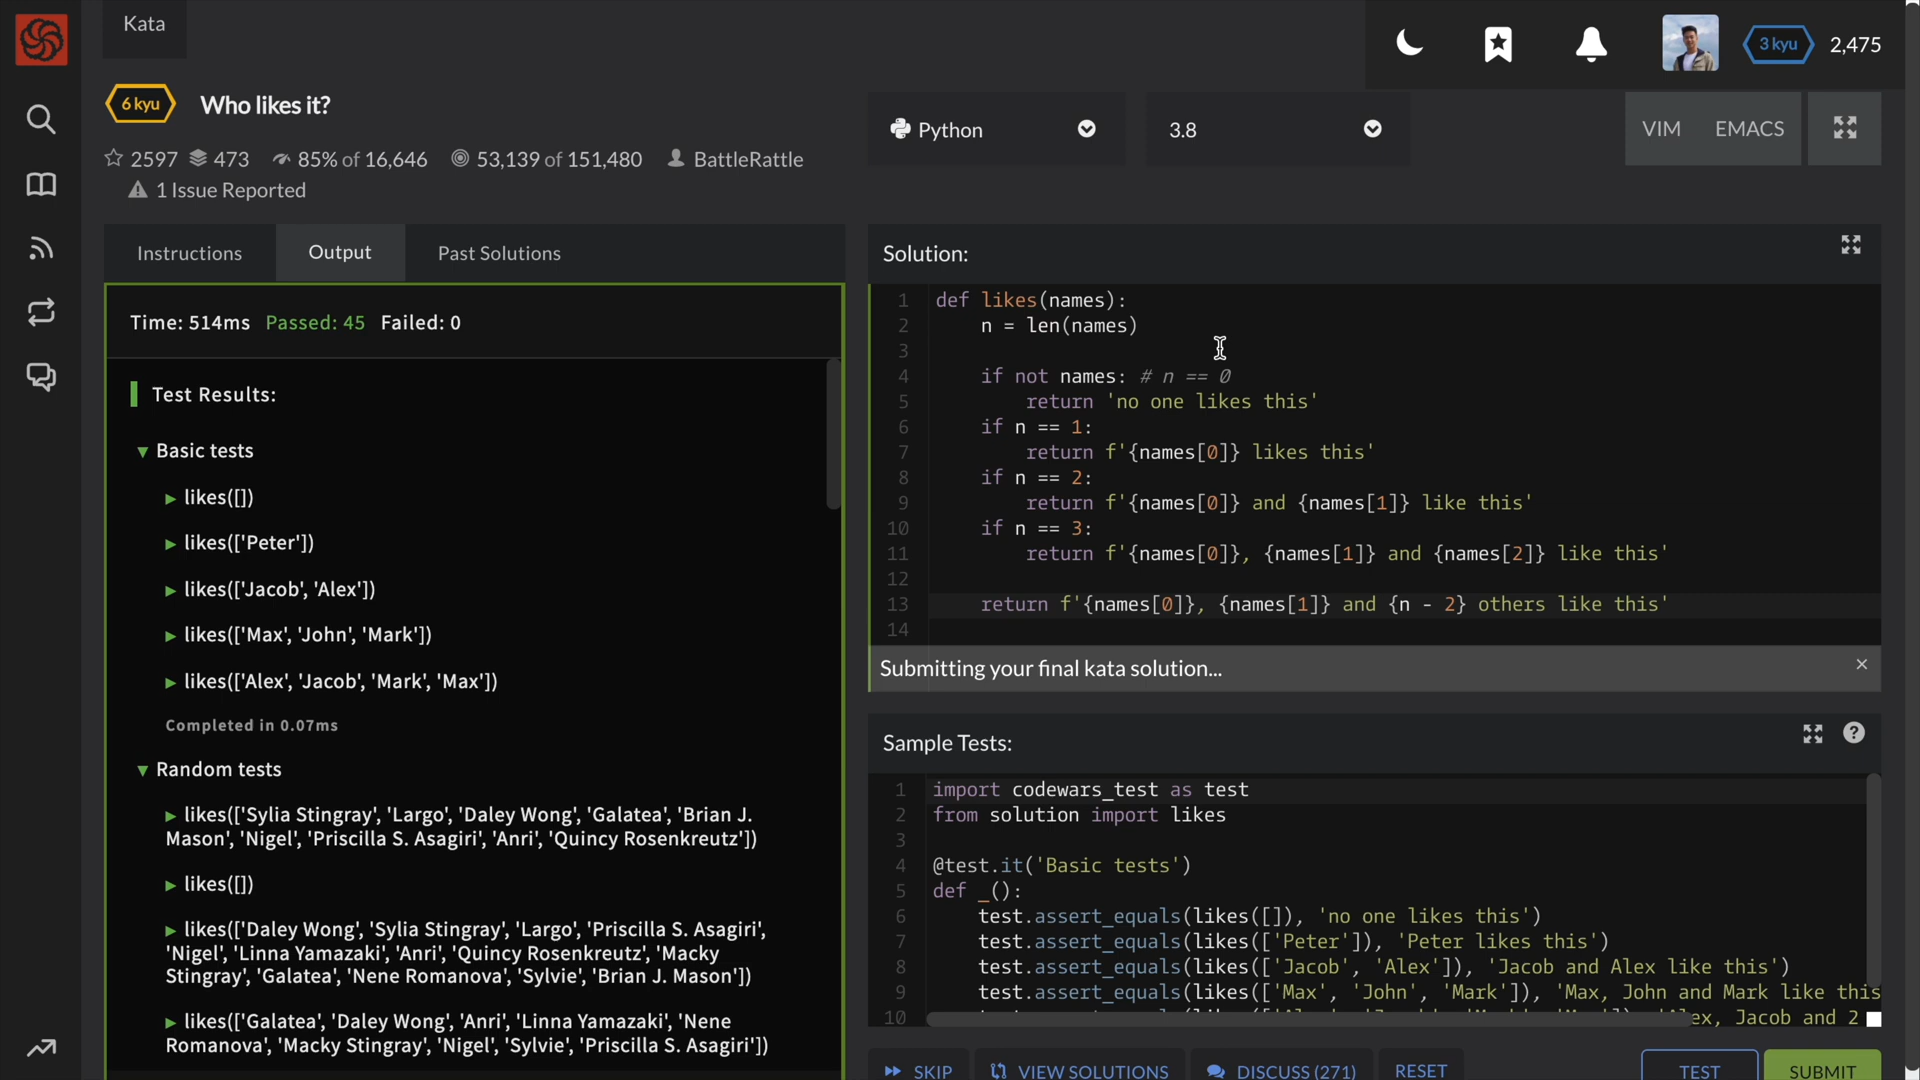 Kata
3 kyu 2,475
6 kyu Who likes it?
2597 473 85% of 16,646 53,139 of 151,480 BattleRattle
1 Issue Reported
Python 3.8 VIM EMACS
Instructions Output Past Solutions
Time: 514ms Passed: 45 Failed: 0
Test Results:
Basic tests
likes([])
likes(['Peter'])
likes(['Jacob', 'Alex'])
likes(['Max', 'John', 'Mark'])
likes(['Alex', 'Jacob', 'Mark', 'Max'])
Completed in 0.07ms
Random tests
likes(['Sylia Stingray', 'Largo', 'Daley Wong', 'Galatea', 'Brian J.
Mason', 'Nigel', 'Priscilla S. Asagiri', 'Anri', 'Quincy Rosenkreutz'])
likes([])
likes(['Daley Wong', 'Sylia Stingray', 'Largo', 'Priscilla S. Asagiri',
'Nigel', 'Linna Yamazaki', 'Anri', 'Quincy Rosenkreutz', 'Macky
Stingray', 'Galatea', 'Nene Romanova', 'Sylvie', 'Brian J. Mason'])
likes(['Galatea', 'Daley Wong', 'Anri', 'Linna Yamazaki', 'Nene
Romanova', 'Macky Stingray', 'Nigel', 'Sylvie', 'Priscilla S. Asagiri'])
Solution:
1 def likes(names):
2     n = len(names)
3
4     if not names: # n == 0
5         return 'no one likes this'
6     if n == 1:
7         return f'{names[0]} likes this'
8     if n == 2:
9         return f'{names[0]} and {names[1]} like this'
10     if n == 3:
11         return f'{names[0]}, {names[1]} and {names[2]} like this'
12
13     return f'{names[0]}, {names[1]} and {n - 2} others like this'
14
Submitting your final kata solution... ×
Sample Tests: ?
1 import codewars_test as test
2 from solution import likes
3
4 @test.it('Basic tests')
5 def _():
6     test.assert_equals(likes([]), 'no one likes this')
7     test.assert_equals(likes(['Peter']), 'Peter likes this')
8     test.assert_equals(likes(['Jacob', 'Alex']), 'Jacob and Alex like this')
9     test.assert_equals(likes(['Max', 'John', 'Mark']), 'Max, John and Mark like this
10 Jacob and 2
SKIP VIEW SOLUTIONS DISCUSS (271) RESET TEST SUBMIT